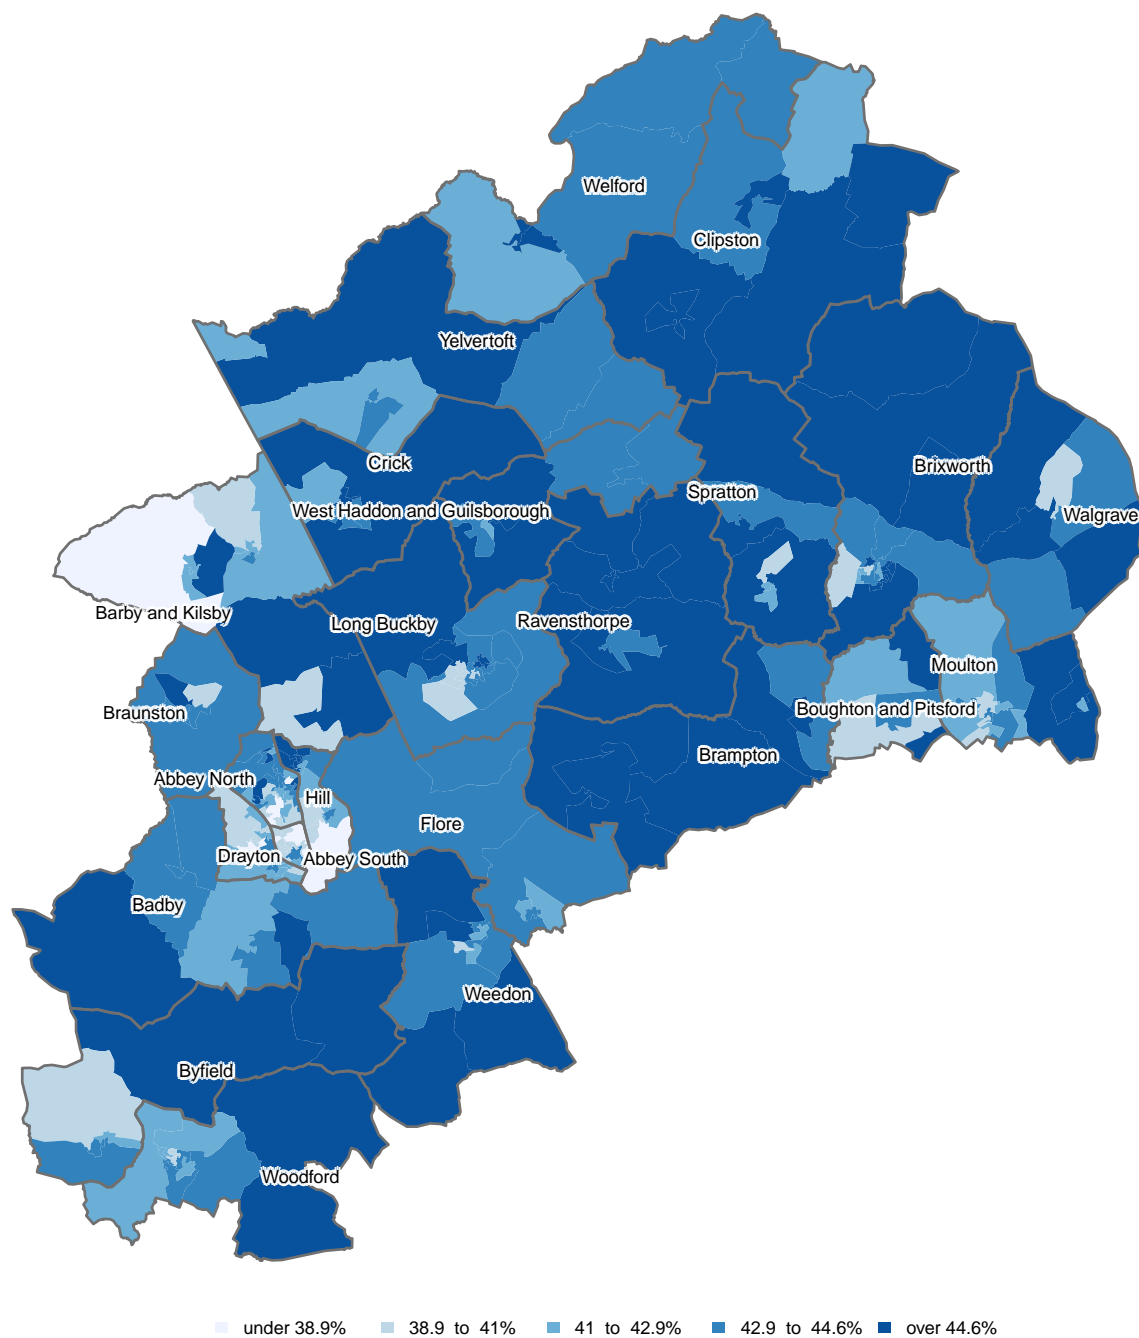 Welford
Clipston
Yelvertoft
Crick
Brixworth
Spratton
West Haddon and Guilsborough
Walgrave
Barby and Kilsby
Long Buckby
Ravensthorpe
Moulton
Braunston
Boughton and Pitsford
Brampton
Abbey North
Hill
Flore
Drayton
Abbey South
Badby
Weedon
Byfield
Woodford
under 38.9% 38.9 to 41% 41 to 42.9% 42.9 to 44.6% over 44.6%